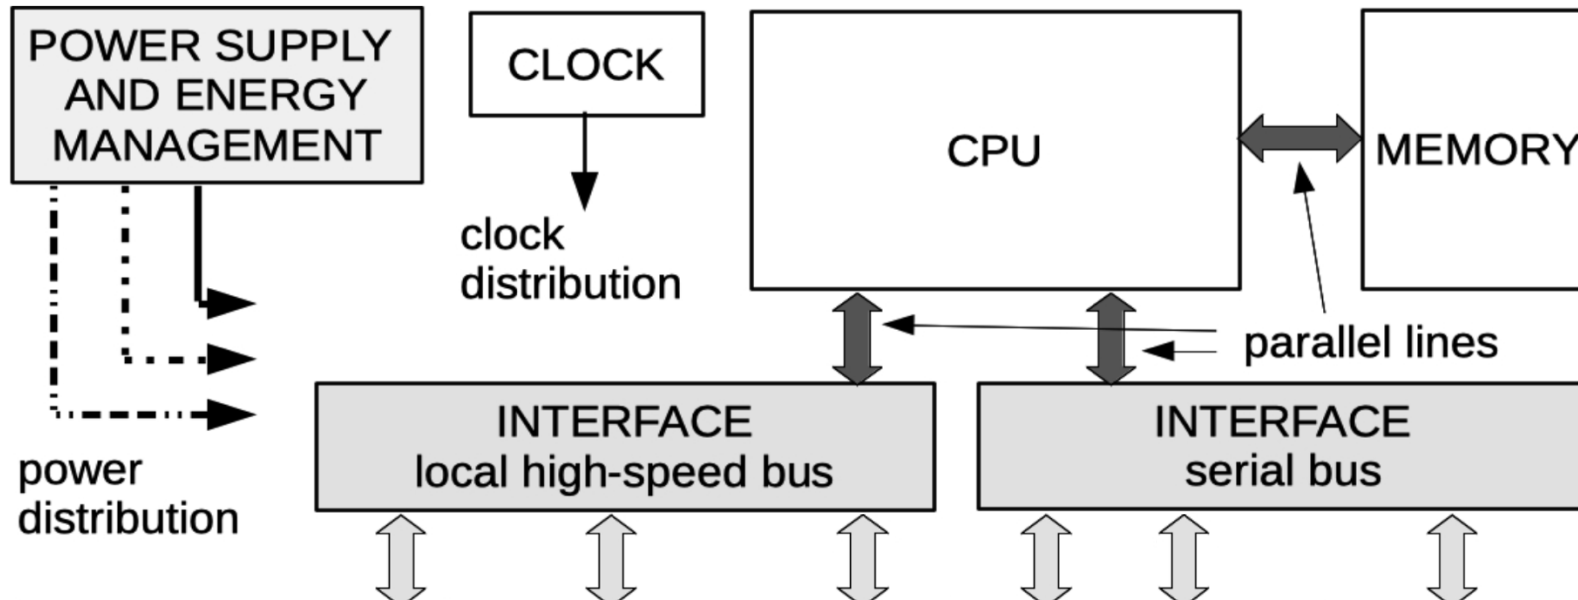 POWER SUPPLY
AND ENERGY
MANAGEMENT
CLOCK
CPU
MEMORY
clock
distribution
parallel lines
INTERFACE
local high-speed bus
INTERFACE
serial bus
power
distribution